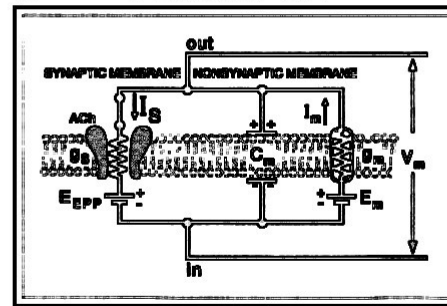 out
SYNAPTIC MEMBRANE NONSYNAPTIC MEMBRANE
I_S I_m
ACh
g_s C_m g_m V_m
E_EPP + - + - E_m
in